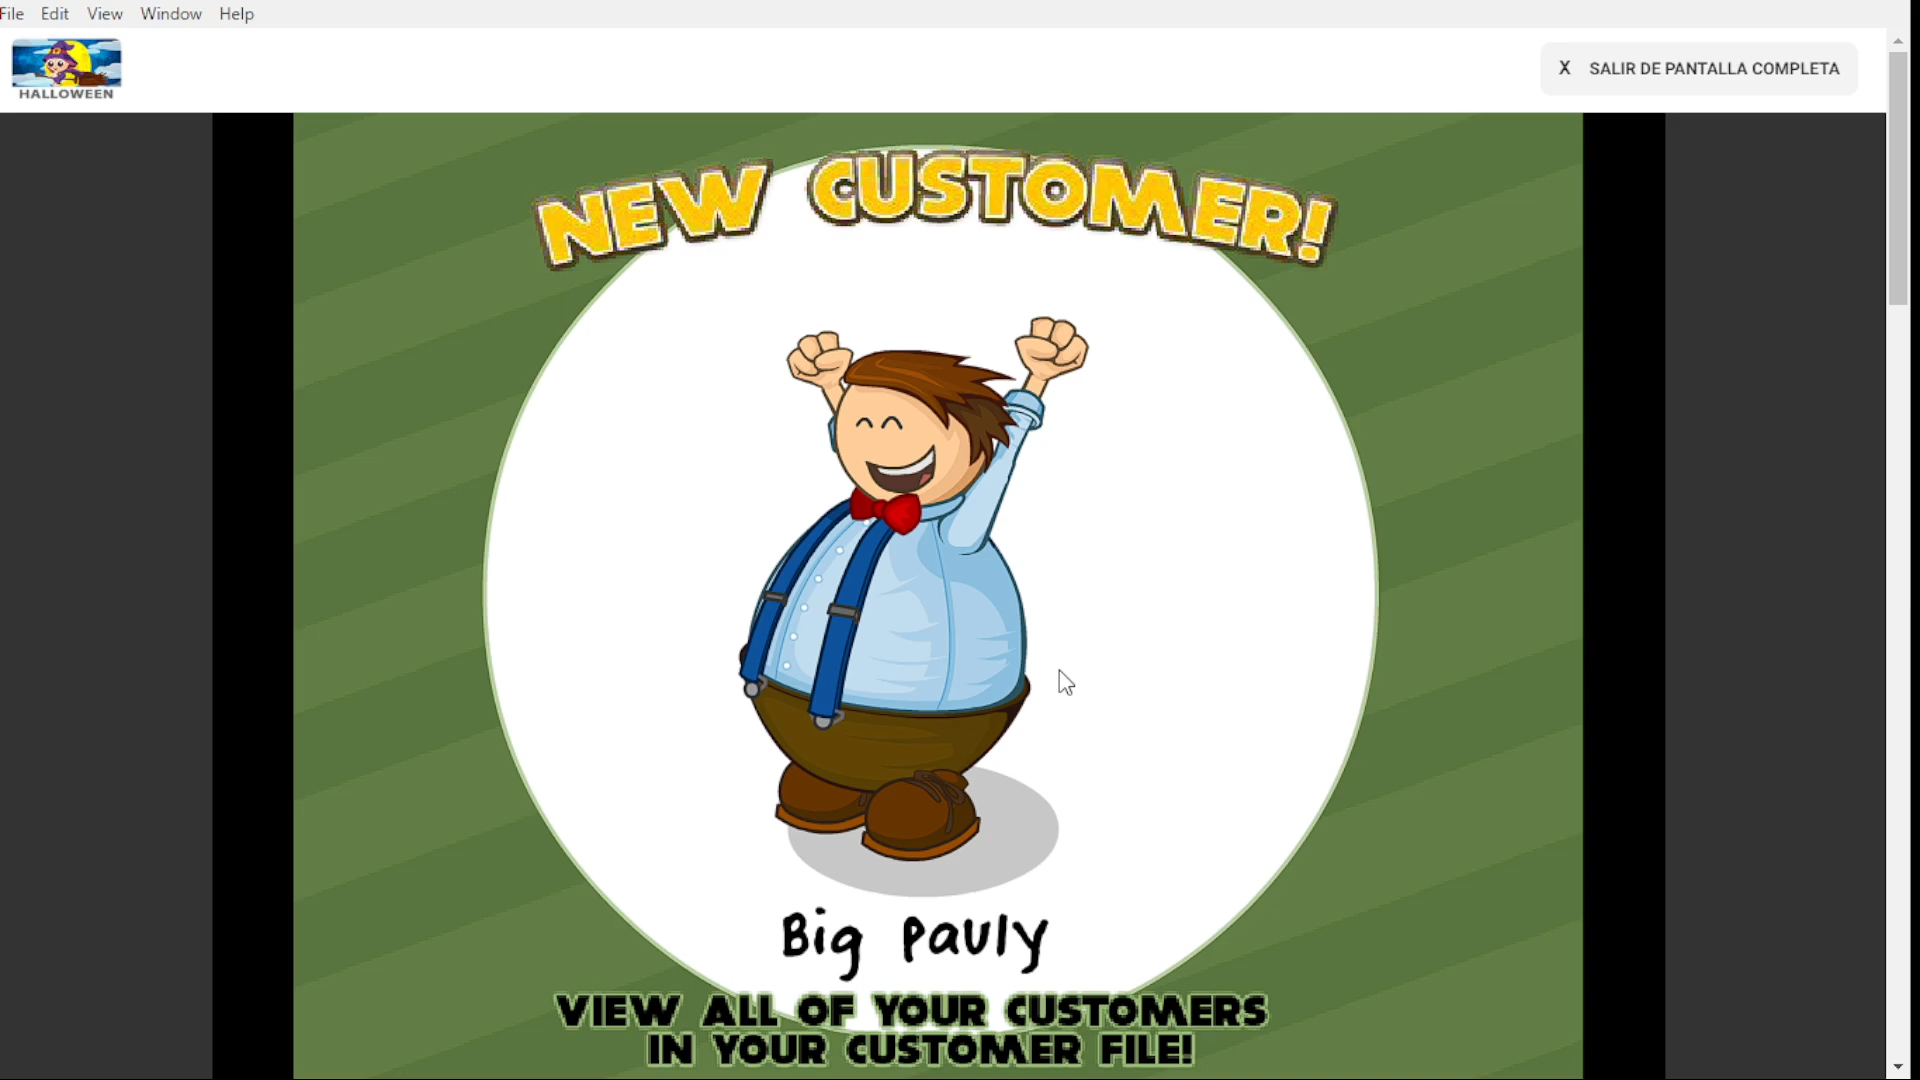 File Edit View Window Help
HALLOWEEN
X SALIR DE PANTALLA COMPLETA
NEW CUSTOMER!
Big Pauly
VIEW ALL OF YOUR CUSTOMERS
IN YOUR CUSTOMER FILE!